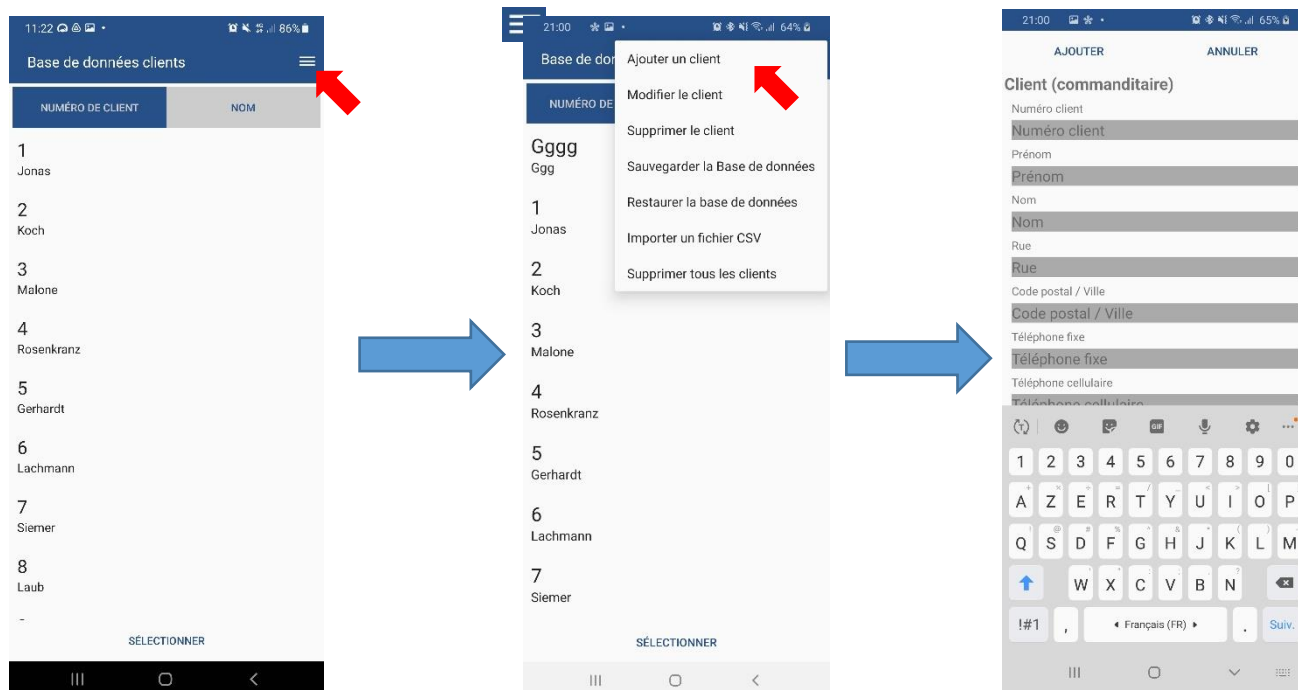 11:22 86%
Base de données clients
NUMÉRO DE CLIENT NOM
1
Jonas
2
Koch
3
Malone
4
Rosenkranz
5
Gerhardt
6
Lachmann
7
Siemer
8
Laub
SÉLECTIONNER
21:00 64%
Base de dor
NUMÉRO DE
Ajouter un client
Modifier le client
Supprimer le client
Sauvegarder la Base de données
Restaurer la base de données
Importer un fichier CSV
Supprimer tous les clients
Gggg
Ggg
1
Jonas
2
Koch
3
Malone
4
Rosenkranz
5
Gerhardt
6
Lachmann
7
Siemer
SÉLECTIONNER
21:00 65%
AJOUTER ANNULER
Client (commanditaire)
Numéro client
Numéro client
Prénom
Prénom
Nom
Nom
Rue
Rue
Code postal / Ville
Code postal / Ville
Téléphone fixe
Téléphone fixe
Téléphone cellulaire
Téléphone cellulaire
GIF
1 2 3 4 5 6 7 8 9 0
A Z E R T Y U I O P
Q S D F G H J K L M
W X C V B N
!#1 , Français (FR) . Suiv.